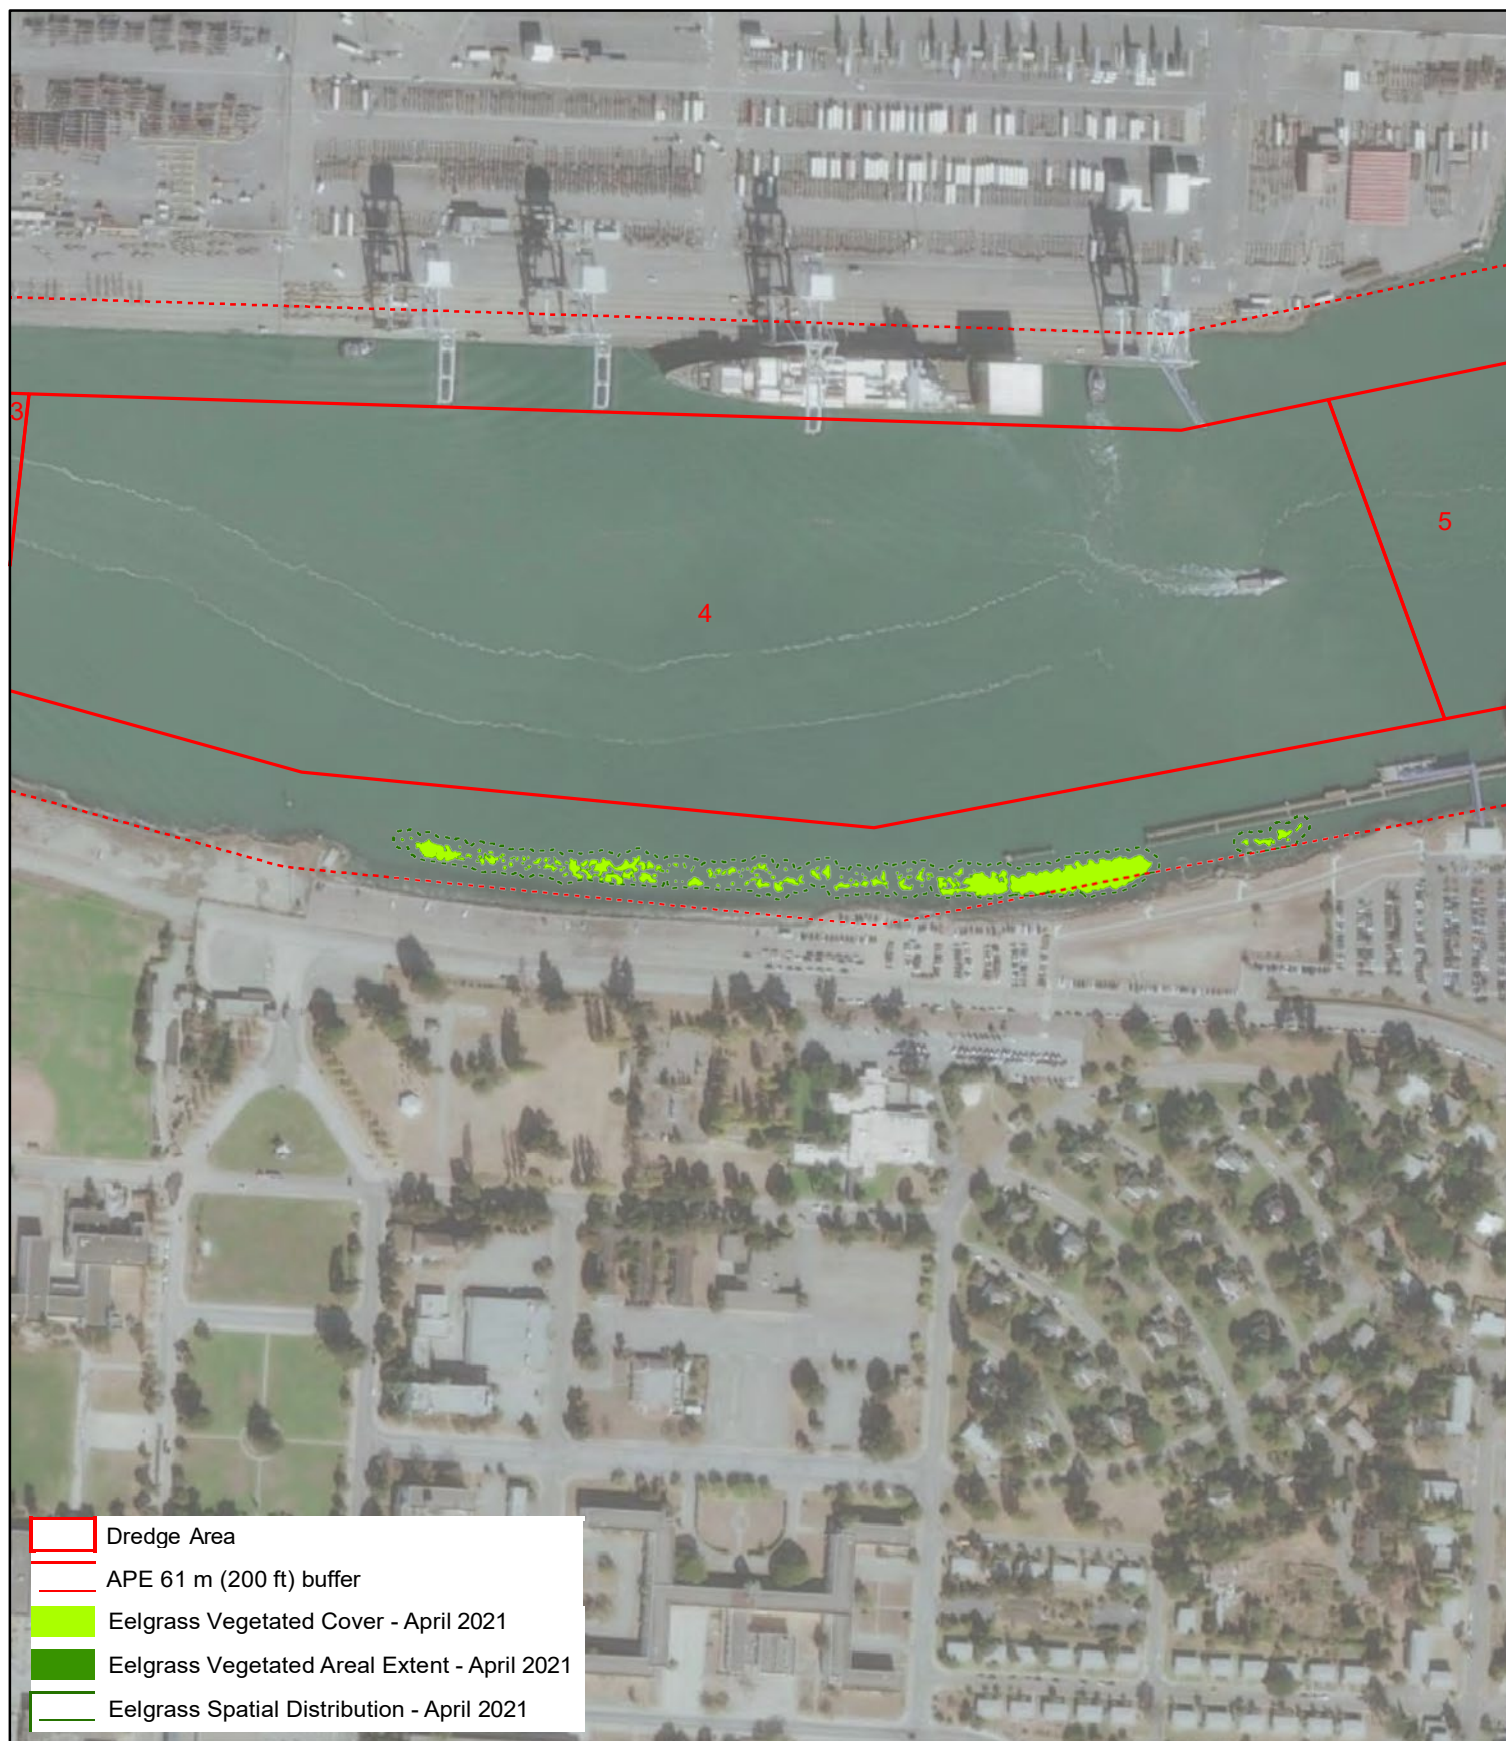 3
5
4
Dredge Area
APE 61 m (200 ft) buffer
Eelgrass Vegetated Cover - April 2021
Eelgrass Vegetated Areal Extent - April 2021
Eelgrass Spatial Distribution - April 2021